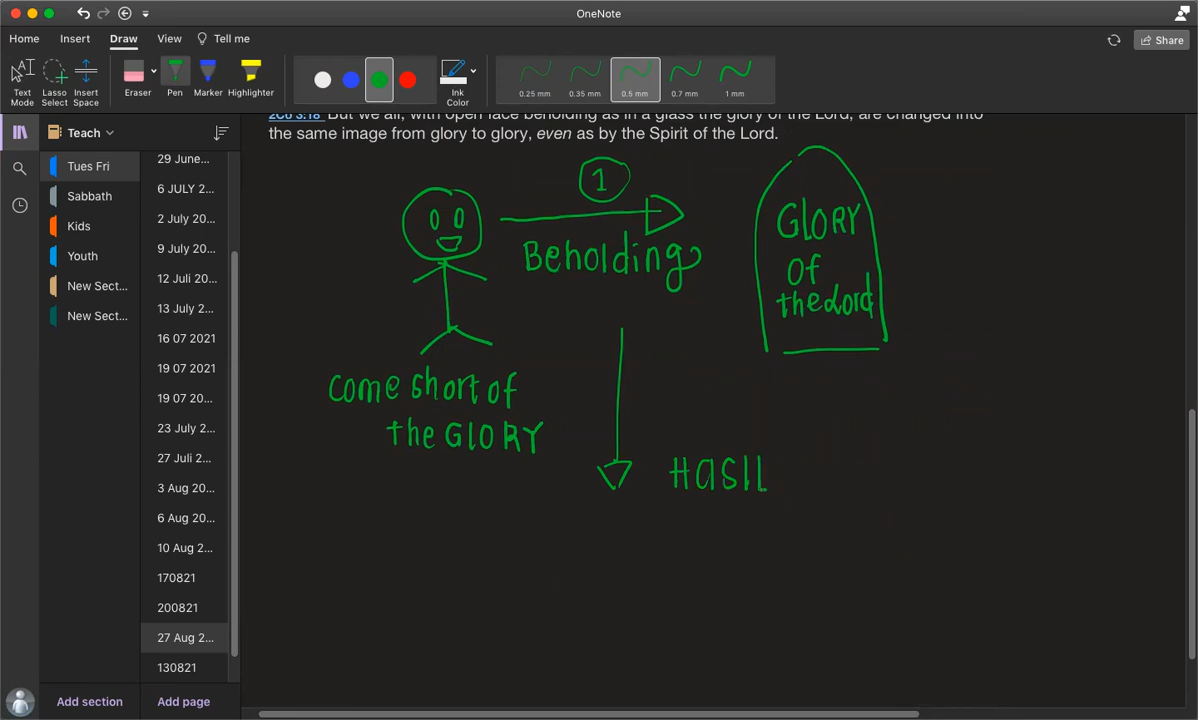 OneNote
Home Insert Draw View Tell me
Share
Text Mode
Lasso Select
Insert Space
Eraser
Pen
Marker
Highlighter
Ink Color
0.25 mm
0.35 mm
0.5 mm
0.7 mm
1 mm
Teach
Tues Fri
Sabbath
Kids
Youth
New Sect...
New Sect...
29 June...
6 JULY 2...
2 July 20...
9 July 20...
12 Juli 20...
13 July 2...
16 07 2021
19 07 2021
19 07 2021
23 July 2...
27 Juli 2...
3 Aug 20...
6 Aug 20...
10 Aug 2...
170821
200821
27 Aug 2...
130821
Add section
Add page
2Co 3:18 But we all, with open face beholding as in a glass the glory of the Lord, are changed into
the same image from glory to glory, even as by the Spirit of the Lord.
1
Beholding
GLORY
Of
the Lord
Come short of
the GLORY
HASIL